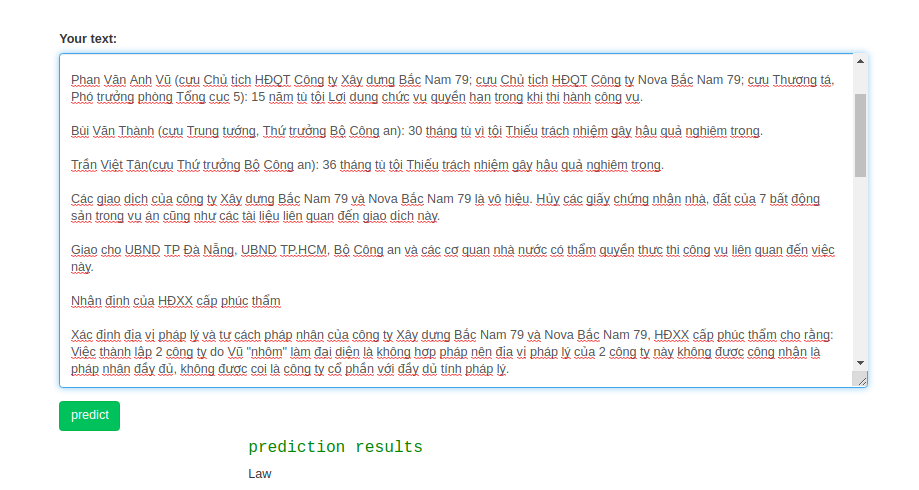 Your text:
Phan Văn Anh Vũ (cựu Chủ tịch HĐQT Công ty Xây dựng Bắc Nam 79; cựu Chủ tịch HĐQT Công ty Nova Bắc Nam 79; cựu Thượng tá,
Phó trưởng phòng Tổng cục 5): 15 năm tù tội Lợi dụng chức vụ quyền hạn trong khi thi hành công vụ.
Bùi Văn Thành (cựu Trung tướng, Thứ trưởng Bộ Công an): 30 tháng tù vì tội Thiếu trách nhiệm gây hậu quả nghiêm trọng.
Trần Việt Tân(cựu Thứ trưởng Bộ Công an): 36 tháng tù tội Thiếu trách nhiệm gây hậu quả nghiêm trọng.
Các giao dịch của công ty Xây dựng Bắc Nam 79 và Nova Bắc Nam 79 là vô hiệu. Hủy các giấy chứng nhận nhà, đất của 7 bất động
sản trong vụ án cũng như các tài liệu liên quan đến giao dịch này.
Giao cho UBND TP Đà Nẵng, UBND TP.HCM, Bộ Công an và các cơ quan nhà nước có thẩm quyền thực thi công vụ liên quan đến việc
này.
Nhận định của HĐXX cấp phúc thẩm
Xác định địa vị pháp lý và tư cách pháp nhân của công ty Xây dựng Bắc Nam 79 và Nova Bắc Nam 79, HĐXX cấp phúc thẩm cho rằng:
Việc thành lập 2 công ty do Vũ "nhôm" làm đại diện là không hợp pháp nên địa vị pháp lý của 2 công ty này không được công nhận là
pháp nhân đầy đủ, không được coi là công ty cổ phần với đầy dủ tính pháp lý.
predict
prediction results
Law